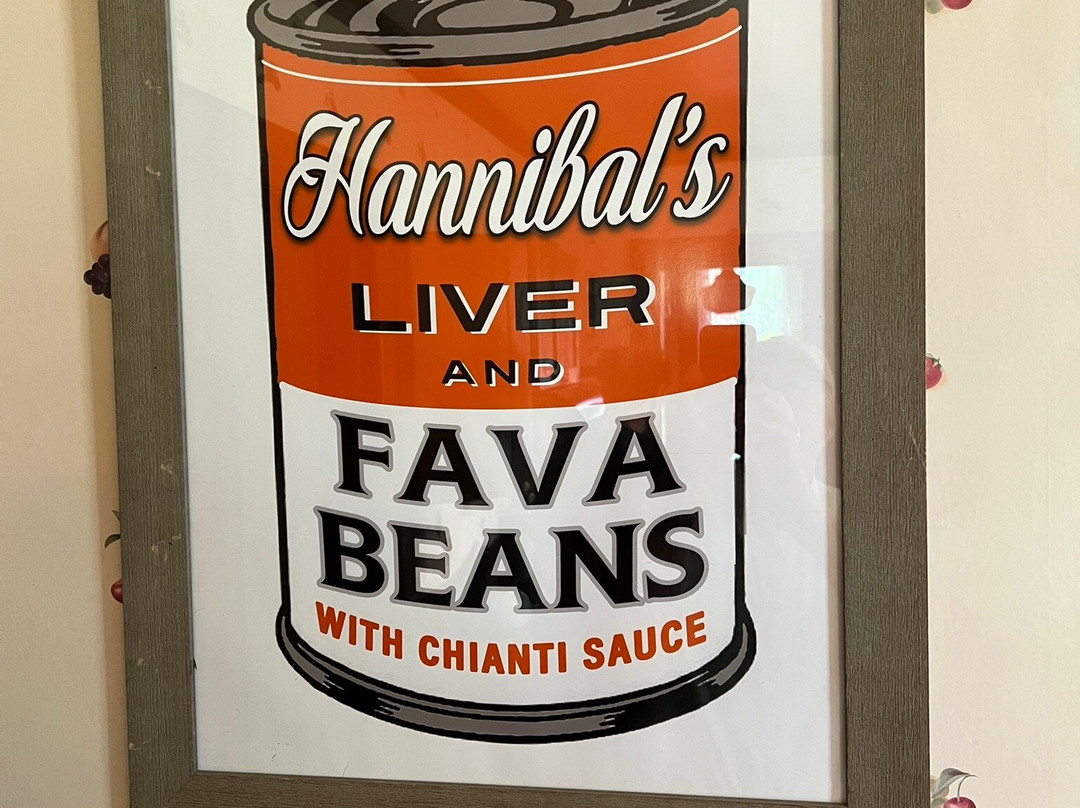 Hannibal's
LIVER
AND
FAVA
BEANS
WITH CHIANTI SAUCE